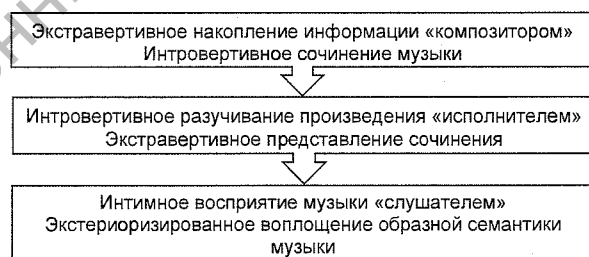 Экстравертивное накопление информации «композитором»
Интровертивное сочинение музыки
Интровертивное разучивание произведения «исполнителем»
Экстравертивное представление сочинения
Интимное восприятие музыки «слушателем»
Экстериоризированное воплощение образной семантики
музыки